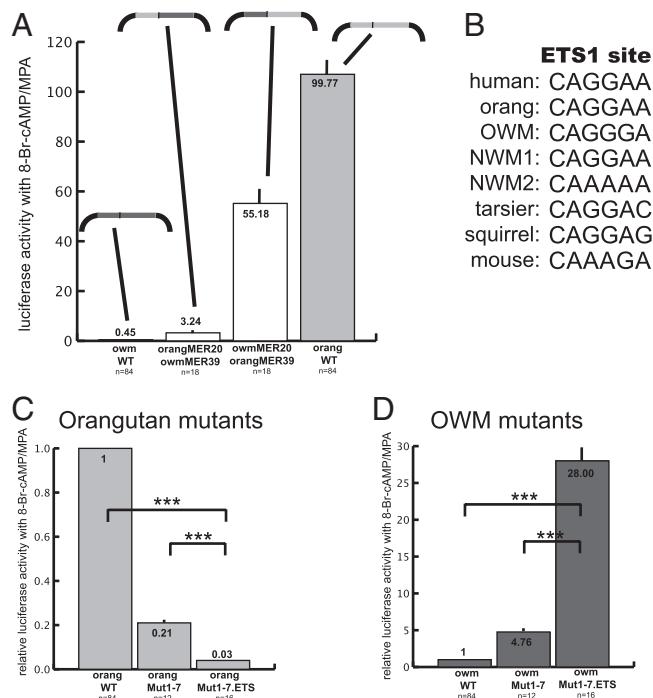 A
luciferase activity with 8-Br-cAMP/MPA
120
100
80
60
40
20
0
0.45
3.24
55.18
99.77
owm
WT
n=84
orangMER20
owmMER39
n=18
owmMER20
orangMER39
n=18
orang
WT
n=84
B
ETS1 site
human: CAGGAA
orang: CAGGAA
OWM: CAGGGA
NWM1: CAGGAA
NWM2: CAAAAA
tarsier: CAGGAC
squirrel: CAGGAG
mouse: CAAAGA
C
Orangutan mutants
relative luciferase activity with 8-Br-cAMP/MPA
1.0
0.8
0.6
0.4
0.2
0.0
1
***
***
0.21
0.03
orang
WT
n=84
orang
Mut1-7
n=12
orang
Mut1-7.ETS
n=16
D
OWM mutants
relative luciferase activity with 8-Br-cAMP/MPA
30
25
20
15
10
5
0
28.00
***
***
1
4.76
owm
WT
n=84
owm
Mut1-7
n=12
owm
Mut1-7.ETS
n=16